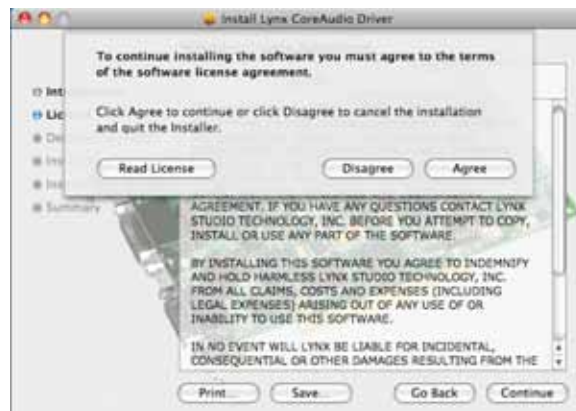 Install Lynx CoreAudio Driver
To continue installing the software you must agree to the terms
of the software license agreement.
Click Agree to continue or click Disagree to cancel the installation
and quit the Installer.
Read License
Disagree
Agree
Summary
AGREEMENT. IF YOU HAVE ANY QUESTIONS CONTACT LYNX
STUDIO TECHNOLOGY, INC. BEFORE YOU ATTEMPT TO COPY,
INSTALL OR USE ANY PART OF THE SOFTWARE.
BY INSTALLING THIS SOFTWARE YOU AGREE TO INDEMNIFY
AND HOLD HARMLESS LYNX STUDIO TECHNOLOGY, INC.
FROM ALL CLAIMS, COSTS AND EXPENSES (INCLUDING
LEGAL EXPENSES) ARISING OUT OF ANY USE OF OR
INABILITY TO USE THIS SOFTWARE.
IN NO EVENT WILL LYNX BE LIABLE FOR INCIDENTAL,
CONSEQUENTIAL OR OTHER DAMAGES RESULTING FROM THE
Print...
Save...
Go Back
Continue